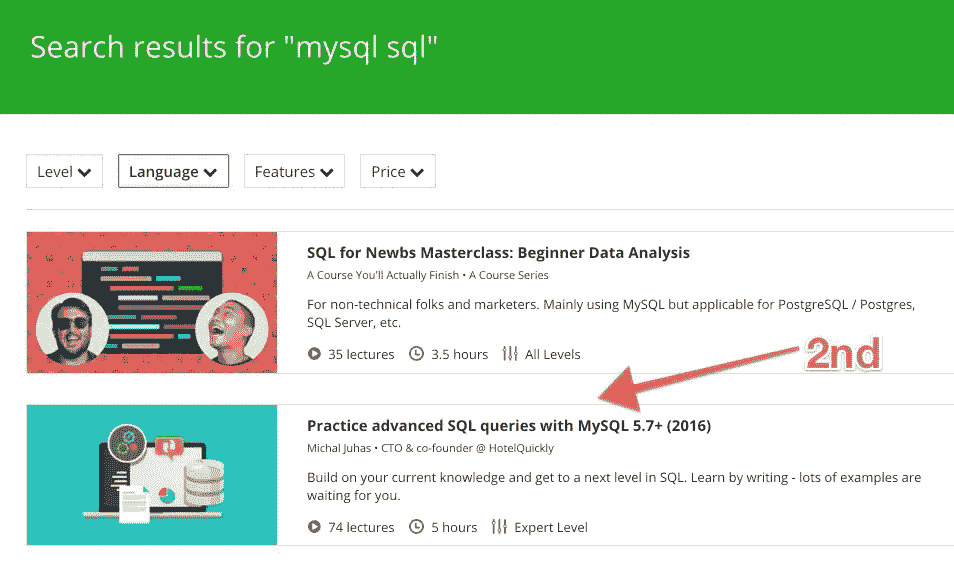 Search results for "mysql sql"
Level
Language
Features
Price
SQL for Newbs Masterclass: Beginner Data Analysis
A Course You'll Actually Finish • A Course Series
For non-technical folks and marketers. Mainly using MySQL but applicable for PostgreSQL / Postgres,
SQL Server, etc.
35 lectures 3.5 hours All Levels
2nd
Practice advanced SQL queries with MySQL 5.7+ (2016)
Michal Juhas • CTO & co-founder @ HotelQuickly
Build on your current knowledge and get to a next level in SQL. Learn by writing - lots of examples are
waiting for you.
74 lectures 5 hours Expert Level